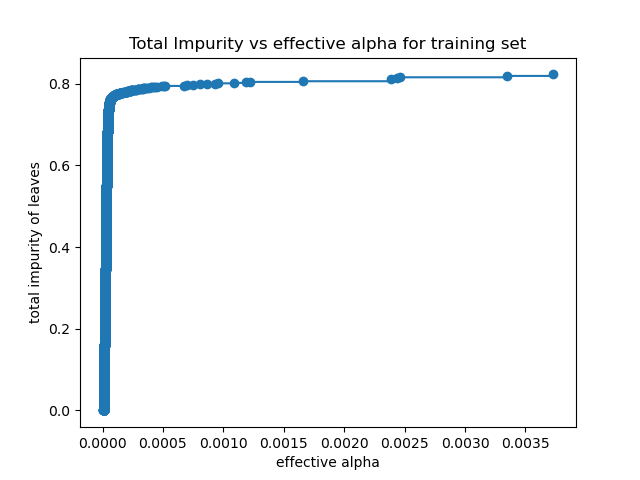 Total Impurity vs effective alpha for training set
total impurity of leaves
0.8
0.6
0.4
0.2
0.0
0.0000 0.0005 0.0010 0.0015 0.0020 0.0025 0.0030 0.0035
effective alpha